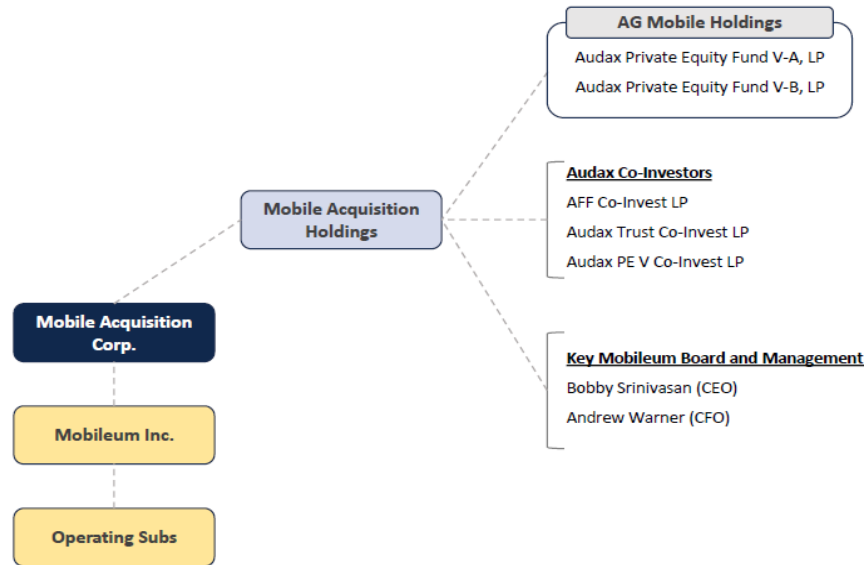 AG Mobile Holdings
Audax Private Equity Fund V-A, LP
Audax Private Equity Fund V-B, LP
Audax Co-Investors
AFF Co-Invest LP
Audax Trust Co-Invest LP
Audax PE V Co-Invest LP
Mobile Acquisition
Holdings
Mobile Acquisition
Corp.
Key Mobileum Board and Management
Bobby Srinivasan (CEO)
Andrew Warner (CFO)
Mobileum Inc.
Operating Subs